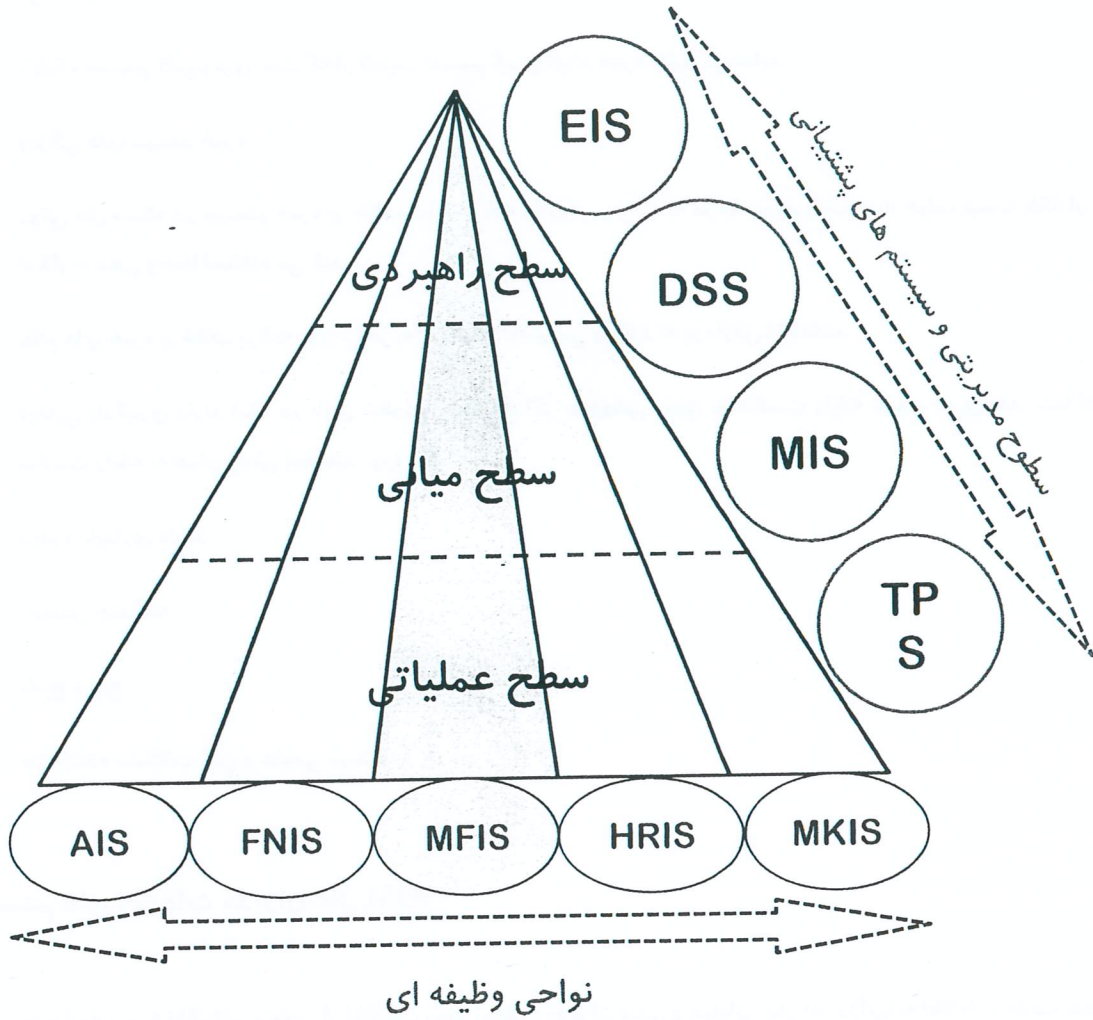 EIS
DSS
MIS
TP
S
سطوح مدیریتی و سیستم های پشتیبانی
سطح راهبردی
سطح میانی
سطح عملیاتی
AIS
FNIS
MFIS
HRIS
MKIS
نواحی وظیفه ای